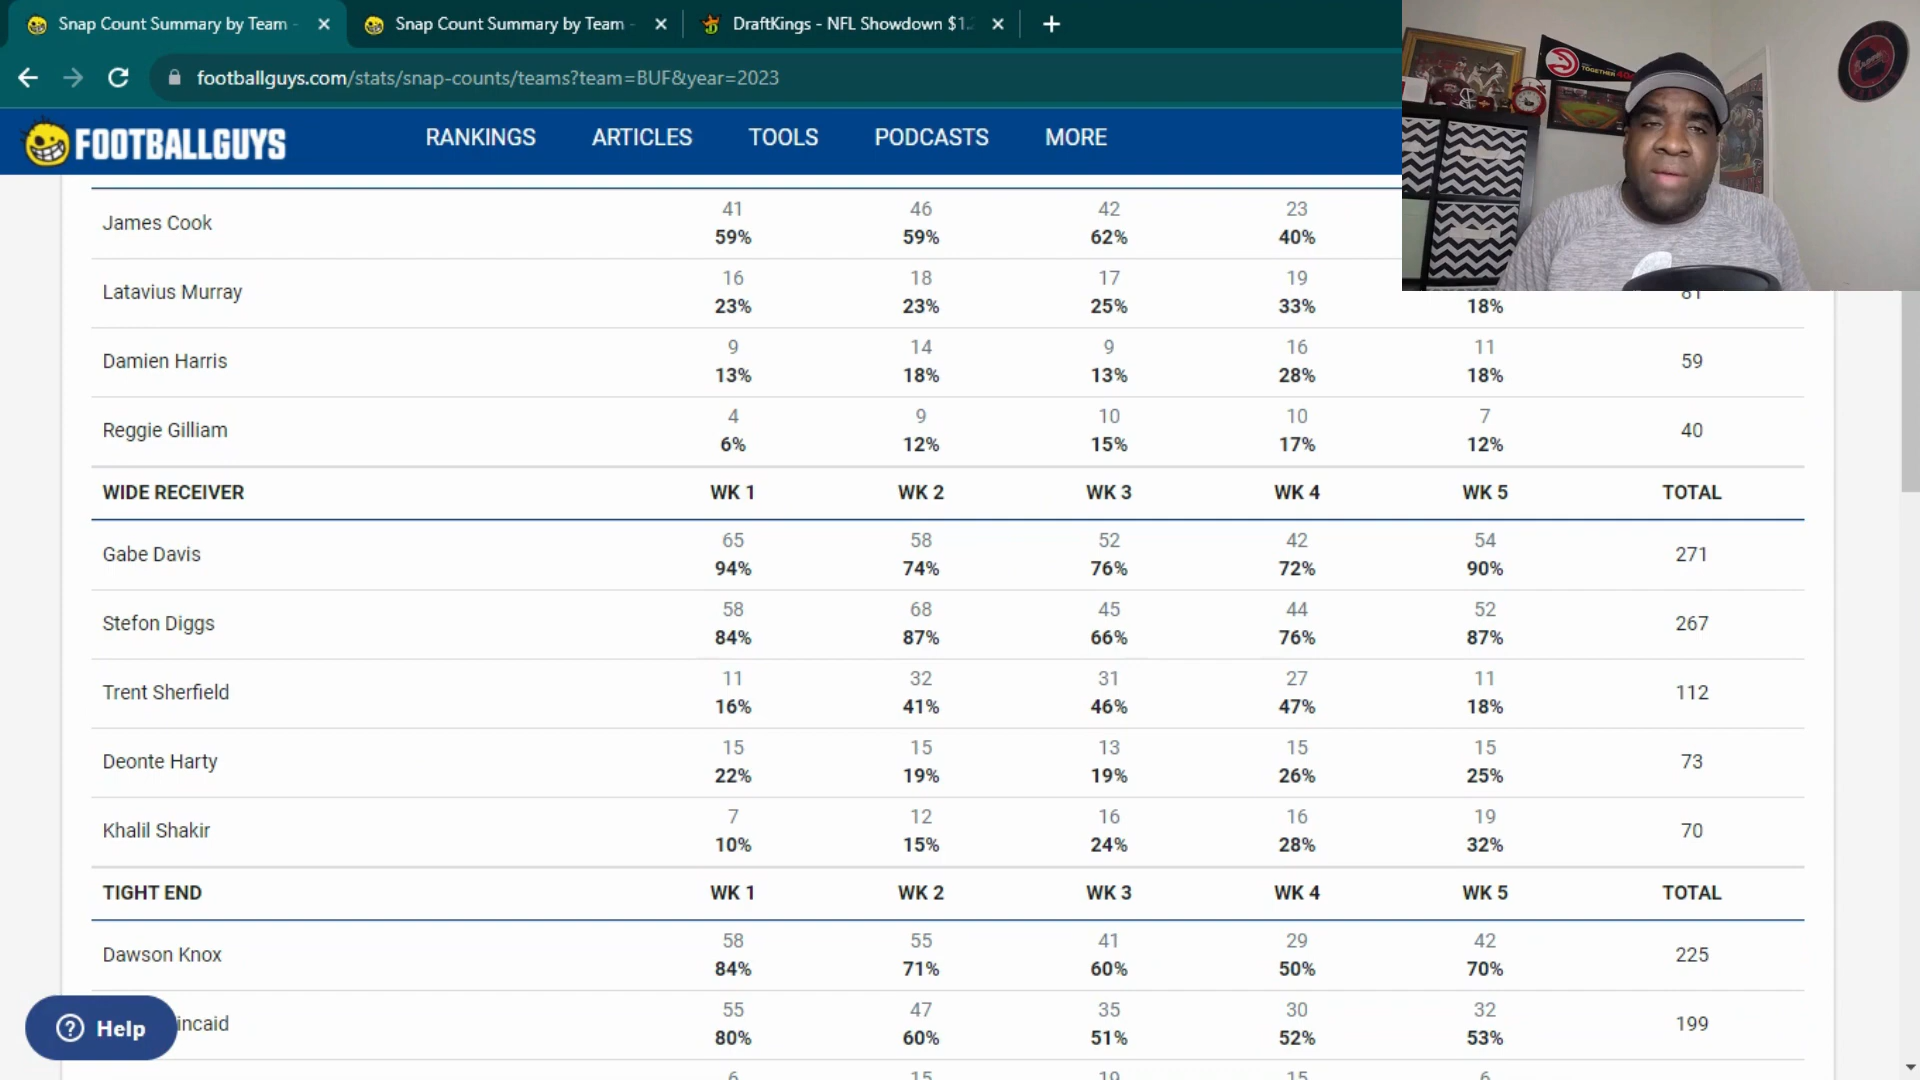 Snap Count Summary by Team -
Snap Count Summary by Team -
DraftKings - NFL Showdown $1.
footballguys.com/stats/snap-counts/teams?team=BUF&year=2023
FOOTBALLGUYS
RANKINGS
ARTICLES
TOOLS
PODCASTS
MORE
TOGETHER
James Cook
41 46 42 23
59% 59% 62% 40%
Latavius Murray
16 18 17 19 81
23% 23% 25% 33% 18%
Damien Harris
9 14 9 16 11 59
13% 18% 13% 28% 18%
Reggie Gilliam
4 9 10 10 7 40
6% 12% 15% 17% 12%
WIDE RECEIVER WK 1 WK 2 WK 3 WK 4 WK 5 TOTAL
Gabe Davis
65 58 52 42 54 271
94% 74% 76% 72% 90%
Stefon Diggs
58 68 45 44 52 267
84% 87% 66% 76% 87%
Trent Sherfield
11 32 31 27 11 112
16% 41% 46% 47% 18%
Deonte Harty
15 15 13 15 15 73
22% 19% 19% 26% 25%
Khalil Shakir
7 12 16 16 19 70
10% 15% 24% 28% 32%
TIGHT END WK 1 WK 2 WK 3 WK 4 WK 5 TOTAL
Dawson Knox
58 55 41 29 42 225
84% 71% 60% 50% 70%
incaid
55 47 35 30 32 199
80% 60% 51% 52% 53%
6 15 19 15 6
? Help